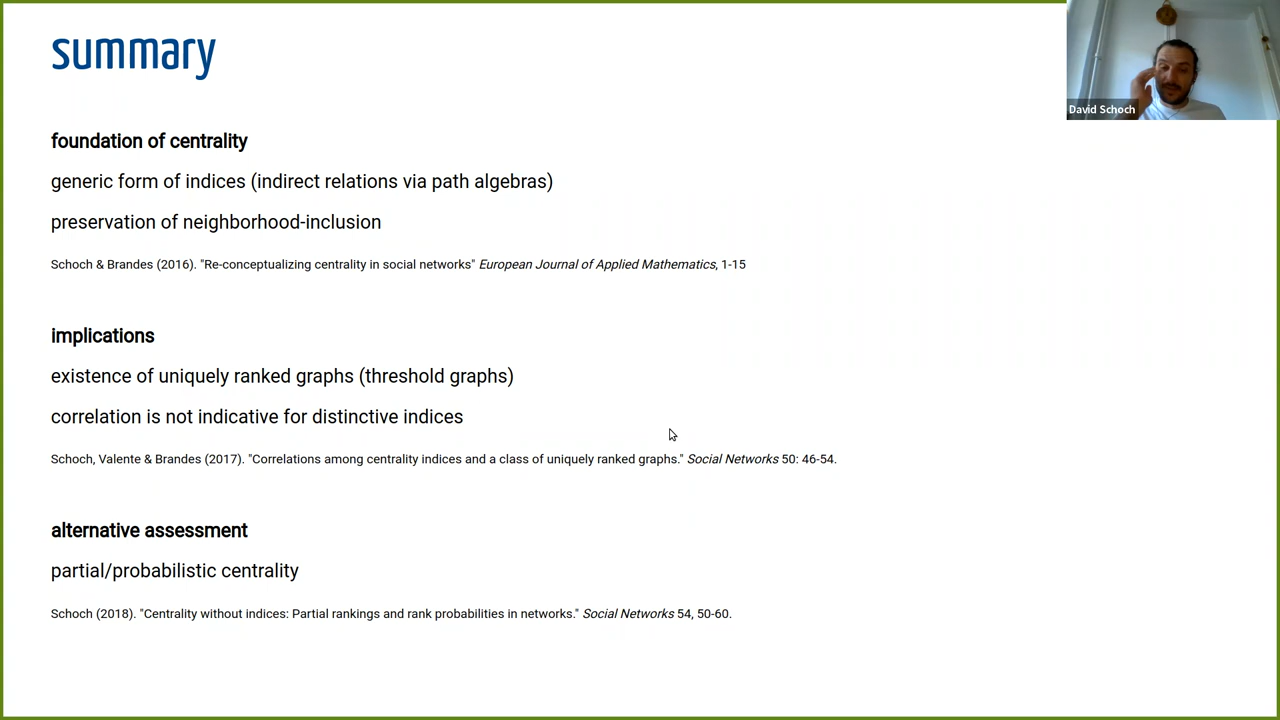 summary
David Schoch
foundation of centrality
generic form of indices (indirect relations via path algebras)
preservation of neighborhood-inclusion
Schoch & Brandes (2016). "Re-conceptualizing centrality in social networks" European Journal of Applied Mathematics, 1-15
implications
existence of uniquely ranked graphs (threshold graphs)
correlation is not indicative for distinctive indices
Schoch, Valente & Brandes (2017). "Correlations among centrality indices and a class of uniquely ranked graphs." Social Networks 50: 46-54.
alternative assessment
partial/probabilistic centrality
Schoch (2018). "Centrality without indices: Partial rankings and rank probabilities in networks." Social Networks 54, 50-60.